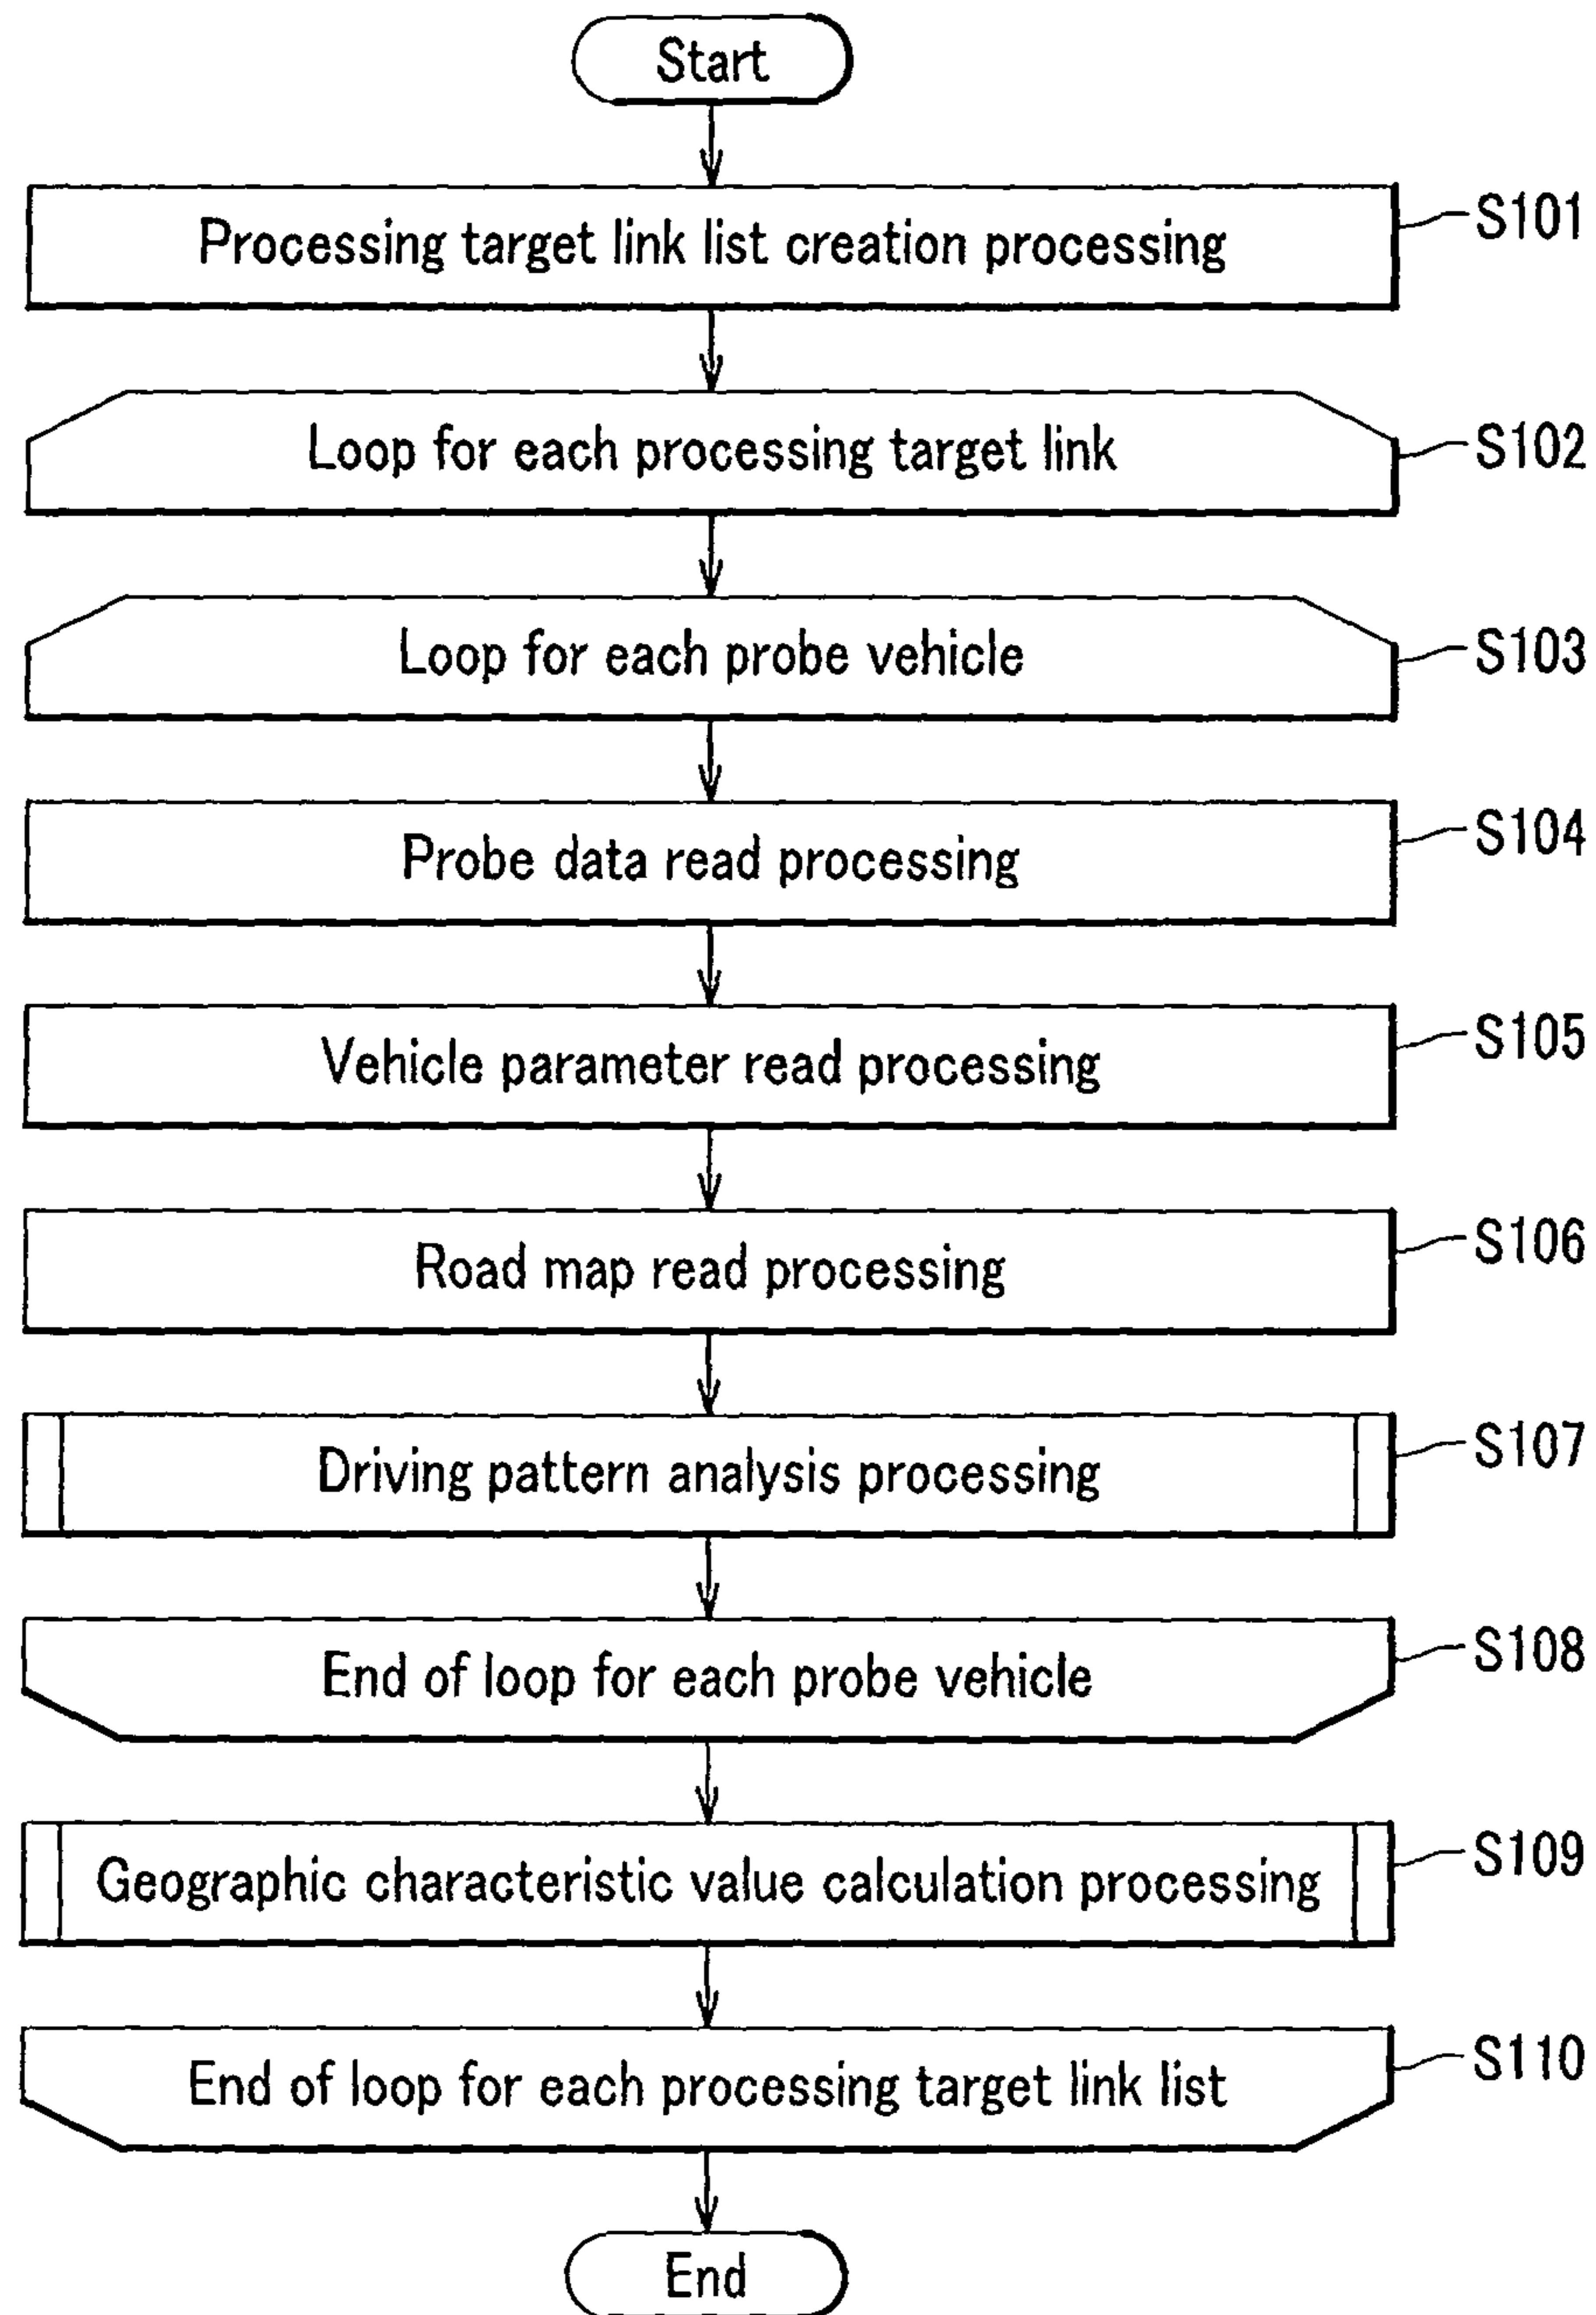 Start
Processing target link list creation processing
S101
Loop for each processing target link
S102
Loop for each probe vehicle
S103
Probe data read processing
S104
Vehicle parameter read processing
S105
Road map read processing
S106
Driving pattern analysis processing
S107
End of loop for each probe vehicle
S108
Geographic characteristic value calculation processing
S109
End of loop for each processing target link list
S110
End